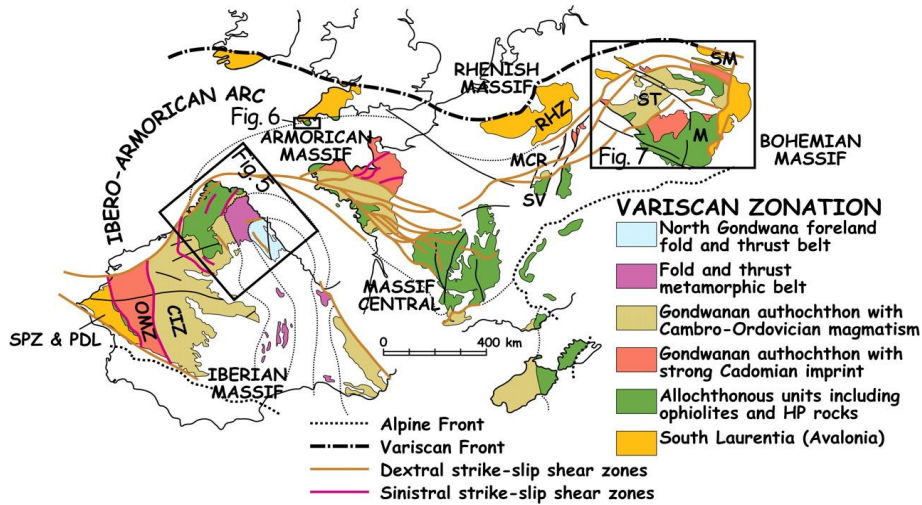 IBERO-ARMORICAN ARC
Fig. 6
ARMORICAN
MASSIF
RHENISH
MASSIF
RHZ
MCR
SV
SM
ST
M
Fig. 7
BOHEMIAN
MASSIF
Fig. 5
MASSIF
CENTRAL
OMZ
CIZ
SPZ & PDL
IBERIAN
MASSIF
0 400 km
VARISCAN ZONATION
North Gondwana foreland
fold and thrust belt
Fold and thrust
metamorphic belt
Gondwanan authochthon with
Cambro-Ordovician magmatism
Gondwanan authochthon with
strong Cadomian imprint
Allochthonous units including
ophiolites and HP rocks
South Laurentia (Avalonia)
Alpine Front
Variscan Front
Dextral strike-slip shear zones
Sinistral strike-slip shear zones